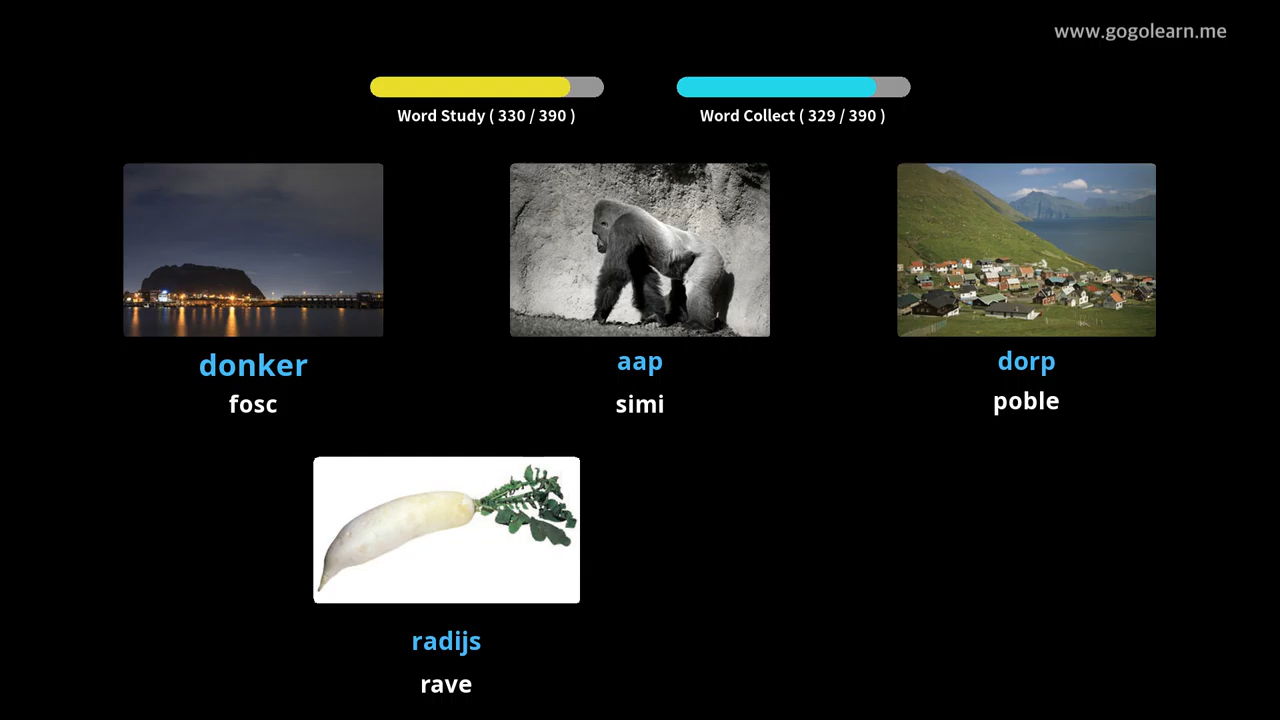 www.gogolearn.me
Word Study ( 330 / 390 )
Word Collect ( 329 / 390 )
donker
fosc
aap
simi
dorp
poble
radijs
rave